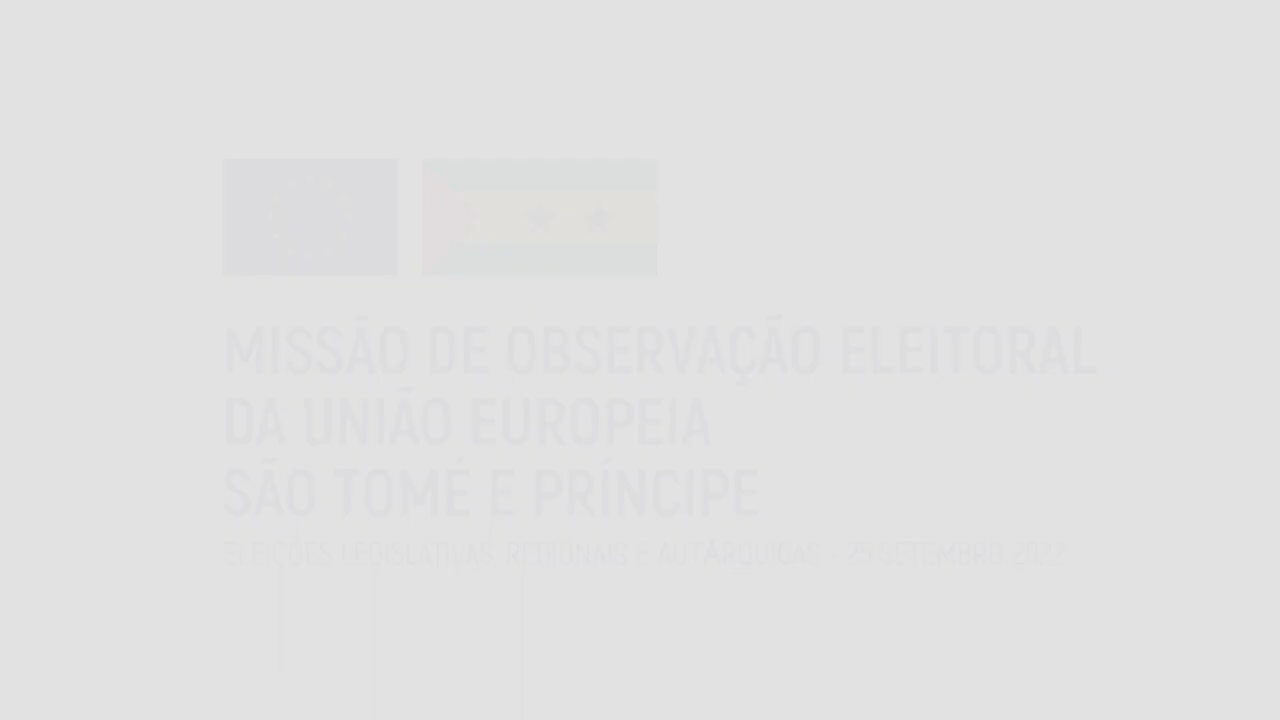 MISSÃO DE OBSERVAÇÃO ELEITORAL
DA UNIÃO EUROPEIA
SÃO TOMÉ E PRÍNCIPE
ELEIÇÕES LEGISLATIVAS, REGIONAIS E AUTÁRQUICAS - 25 SETEMBRO 2022